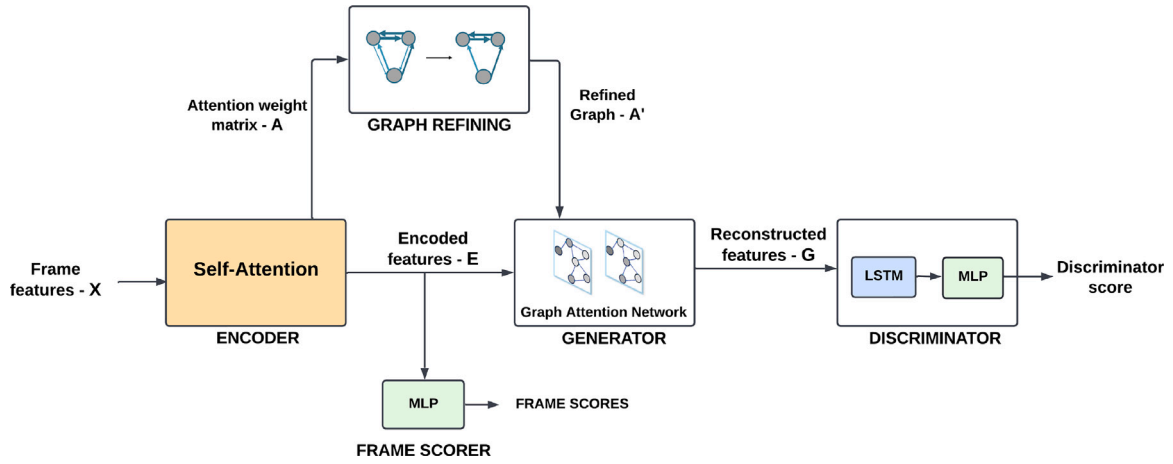 Attention weight
matrix - A
GRAPH REFINING
Refined
Graph - A'
Frame
features - X
Self-Attention
ENCODER
Encoded
features - E
Graph Attention Network
GENERATOR
Reconstructed
features - G
LSTM
MLP
DISCRIMINATOR
Discriminator
score
MLP
FRAME SCORES
FRAME SCORER